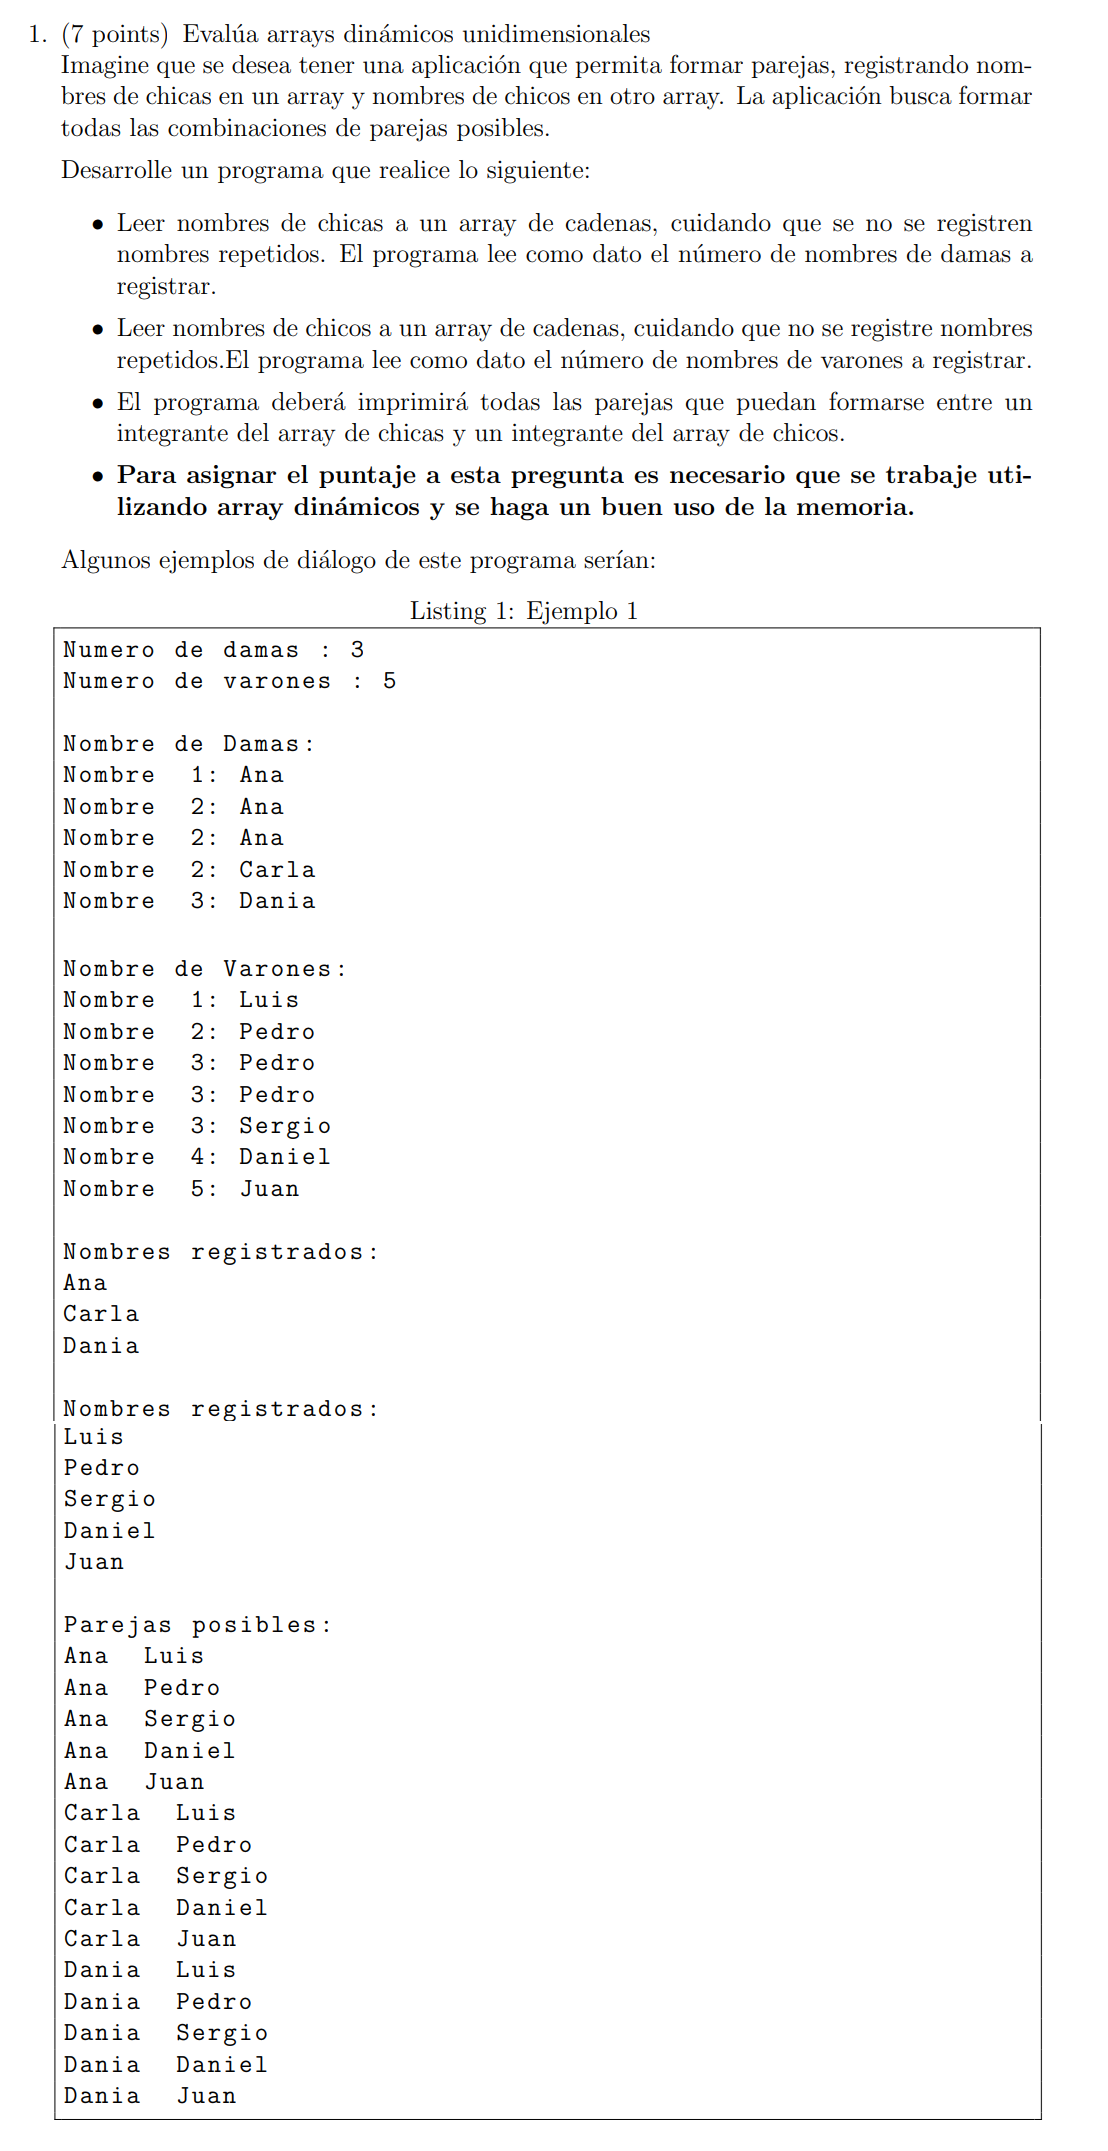 1. (7 points) Evalúa arrays dinámicos unidimensionales
Imagine que se desea tener una aplicación que permita formar parejas, registrando nom-
bres de chicas en un array y nombres de chicos en otro array. La aplicación busca formar
todas las combinaciones de parejas posibles.
Desarrolle un programa que realice lo siguiente:
• Leer nombres de chicas a un array de cadenas, cuidando que se no se registren
nombres repetidos. El programa lee como dato el número de nombres de damas a
registrar.
• Leer nombres de chicos a un array de cadenas, cuidando que no se registre nombres
repetidos.El programa lee como dato el número de nombres de varones a registrar.
• El programa deberá imprimirá todas las parejas que puedan formarse entre un
integrante del array de chicas y un integrante del array de chicos.
• Para asignar el puntaje a esta pregunta es necesario que se trabaje uti-
lizando array dinámicos y se haga un buen uso de la memoria.
Algunos ejemplos de diálogo de este programa serían:
Listing 1: Ejemplo 1
Numero de damas : 3
Numero de varones : 5
Nombre de Damas:
Nombre 1: Ana
Nombre 2: Ana
Nombre 2: Ana
Nombre 2: Carla
Nombre 3: Dania
Nombre de Varones:
Nombre 1: Luis
Nombre 2: Pedro
Nombre 3: Pedro
Nombre 3: Pedro
Nombre 3: Sergio
Nombre 4: Daniel
Nombre 5: Juan
Nombres registrados:
Ana
Carla
Dania
Nombres registrados:
Luis
Pedro
Sergio
Daniel
Juan
Parejas posibles:
Ana Luis
Ana Pedro
Ana Sergio
Ana Daniel
Ana Juan
Carla Luis
Carla Pedro
Carla Sergio
Carla Daniel
Carla Juan
Dania Luis
Dania Pedro
Dania Sergio
Dania Daniel
Dania Juan